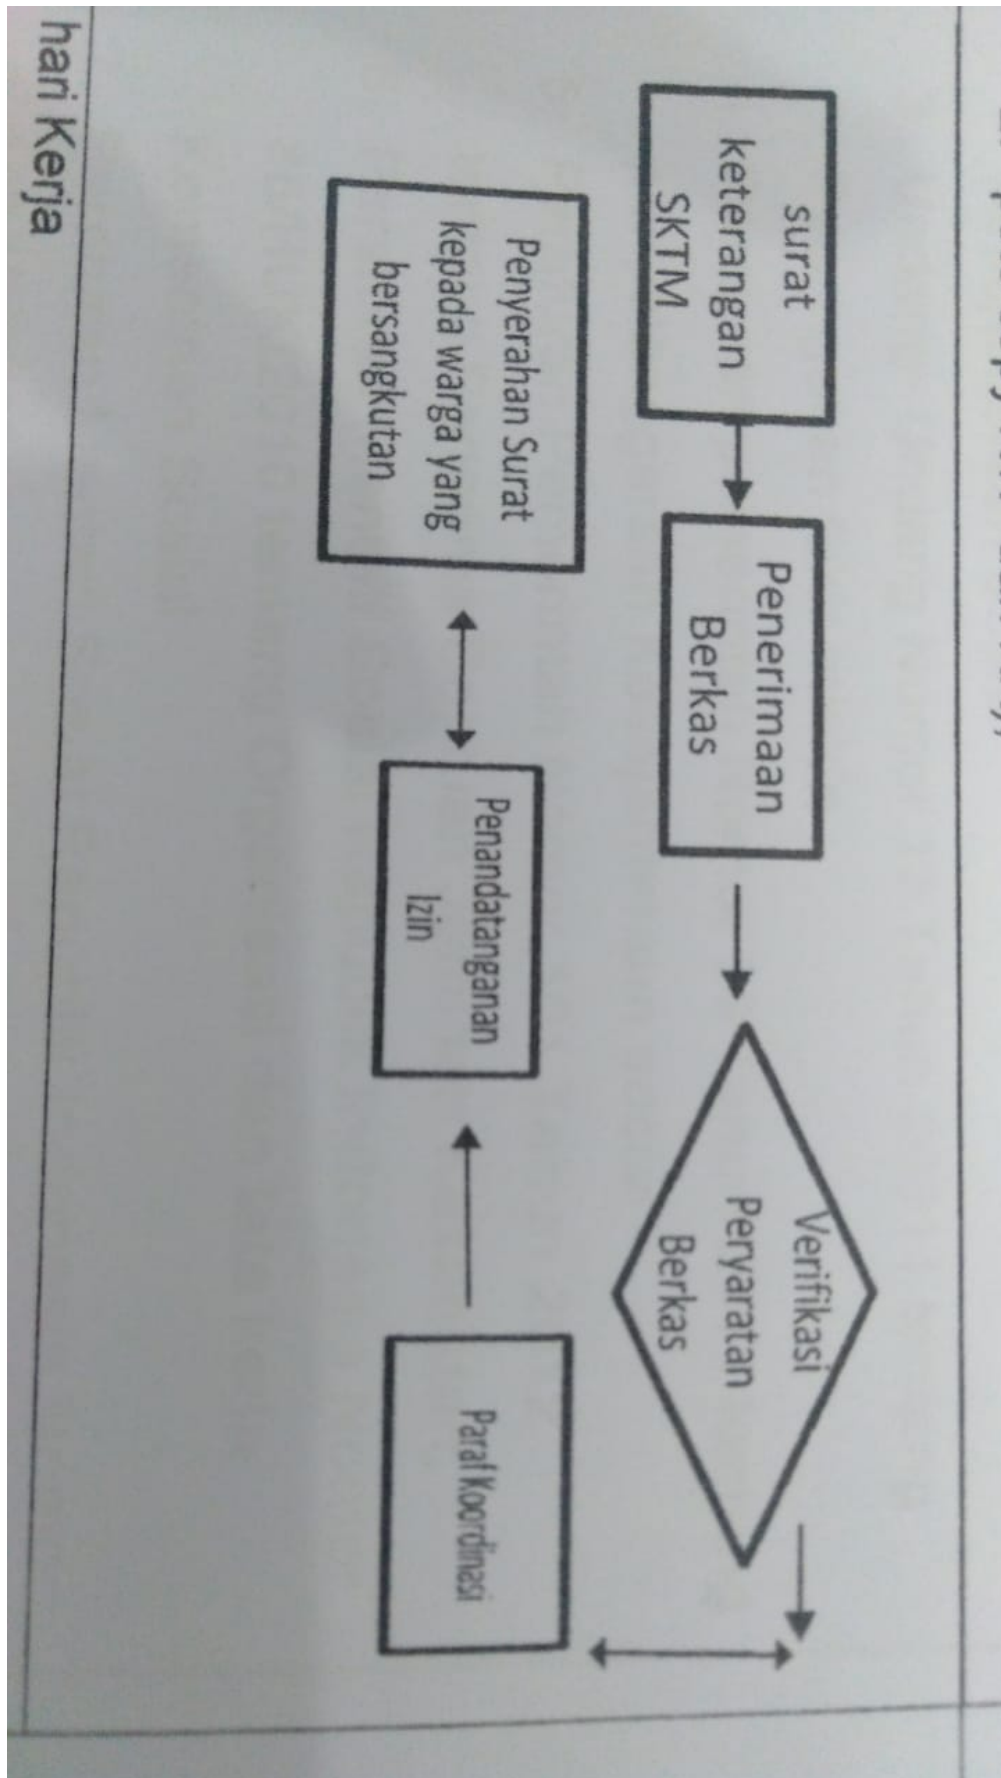 surat
keterangan
SKTM
Penerimaan
Berkas
Verifikasi
Peryaratan
Berkas
Paraf Koordinasi
Penandatanganan
Izin
Penyerahan Surat
kepada warga yang
bersangkutan
hari Kerja